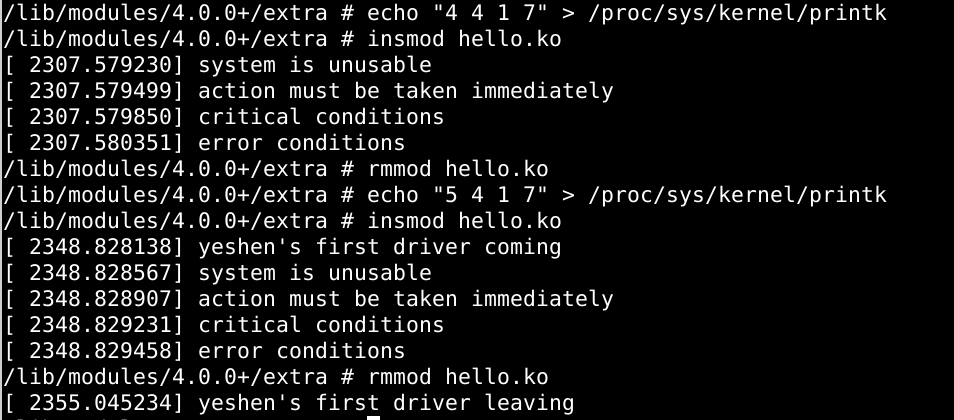 /lib/modules/4.0.0+/extra # echo "4 4 1 7" > /proc/sys/kernel/printk
/lib/modules/4.0.0+/extra # insmod hello.ko
[ 2307.579230] system is unusable
[ 2307.579499] action must be taken immediately
[ 2307.579850] critical conditions
[ 2307.580351] error conditions
/lib/modules/4.0.0+/extra # rmmod hello.ko
/lib/modules/4.0.0+/extra # echo "5 4 1 7" > /proc/sys/kernel/printk
/lib/modules/4.0.0+/extra # insmod hello.ko
[ 2348.828138] yeshen's first driver coming
[ 2348.828567] system is unusable
[ 2348.828907] action must be taken immediately
[ 2348.829231] critical conditions
[ 2348.829458] error conditions
/lib/modules/4.0.0+/extra # rmmod hello.ko
[ 2355.045234] yeshen's first driver leaving